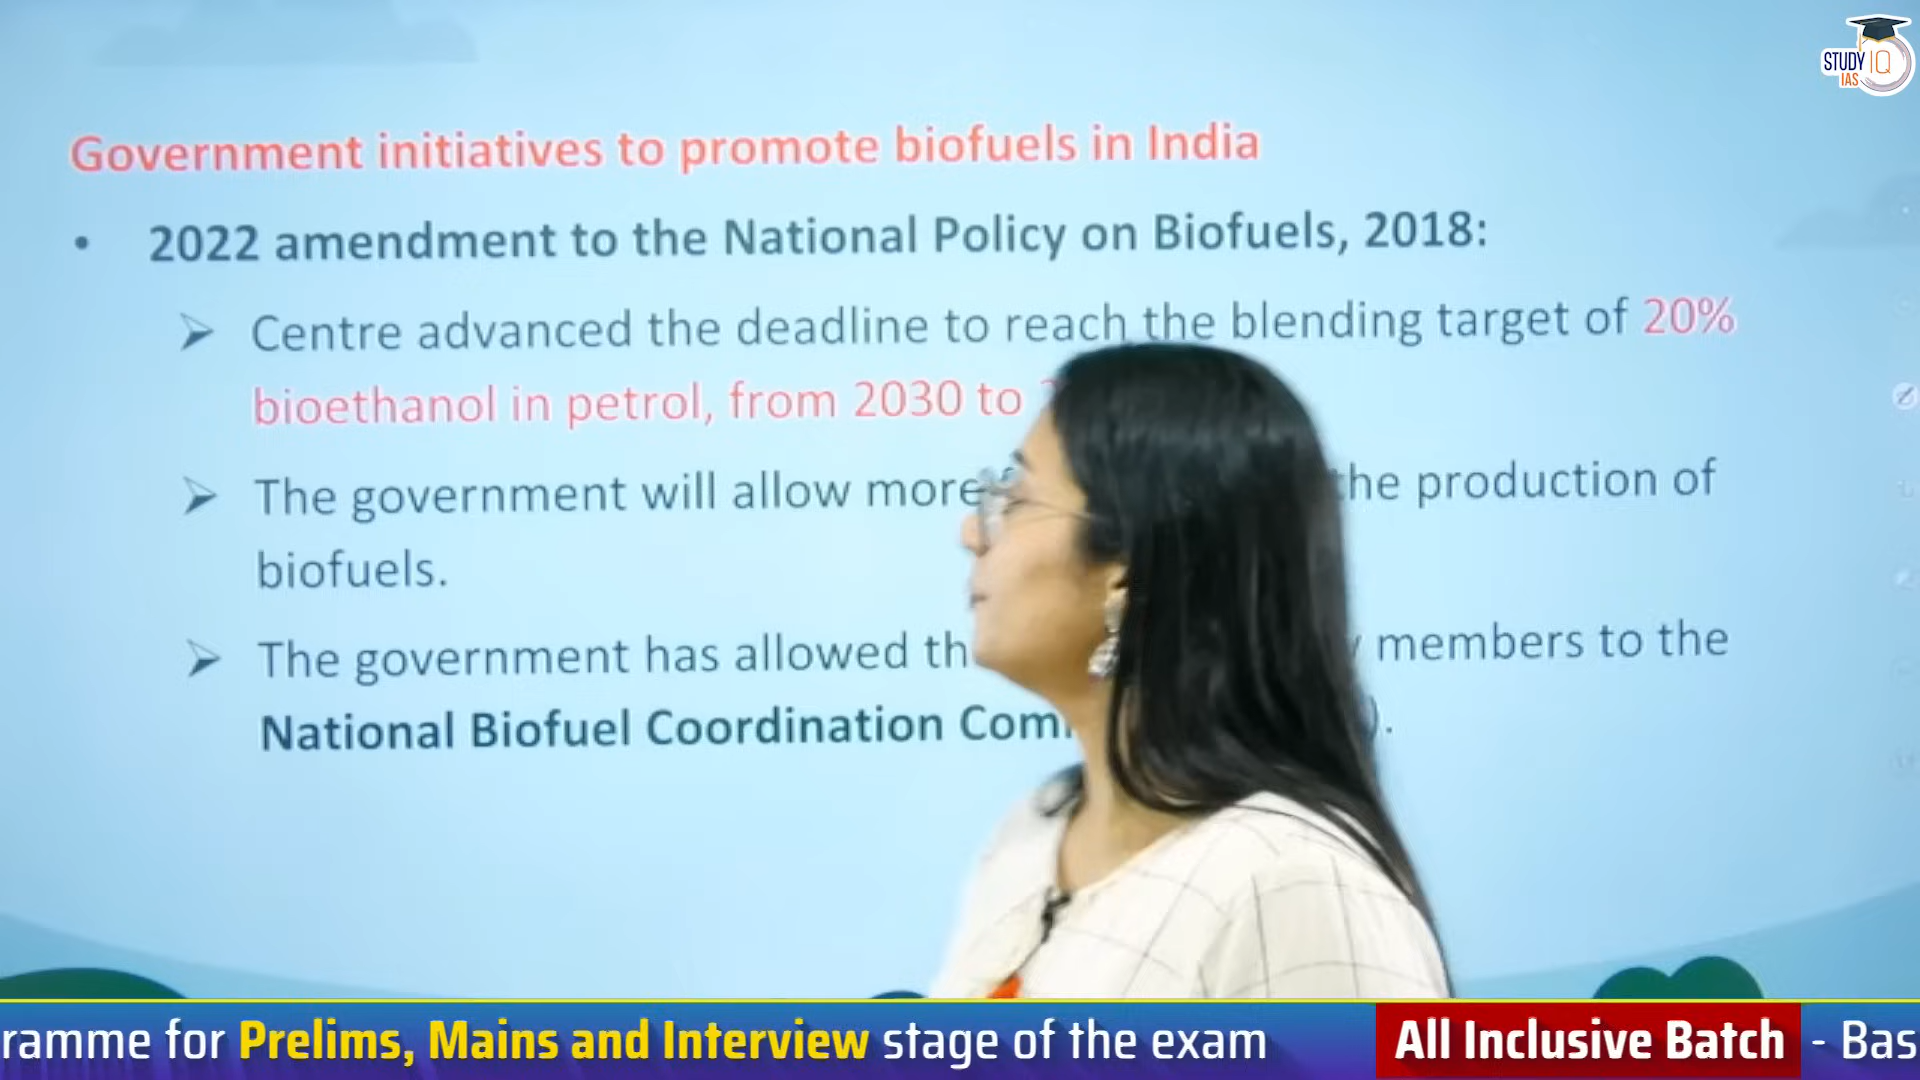 STUDY IQ
IAS
Government initiatives to promote biofuels in India
• 2022 amendment to the National Policy on Biofuels, 2018:
➢ Centre advanced the deadline to reach the blending target of 20%
bioethanol in petrol, from 2030 to
➢ The government will allow more the production of
biofuels.
➢ The government has allowed members to the
National Biofuel Coordination ).
ramme for Prelims, Mains and Interview stage of the exam All Inclusive Batch - Bas